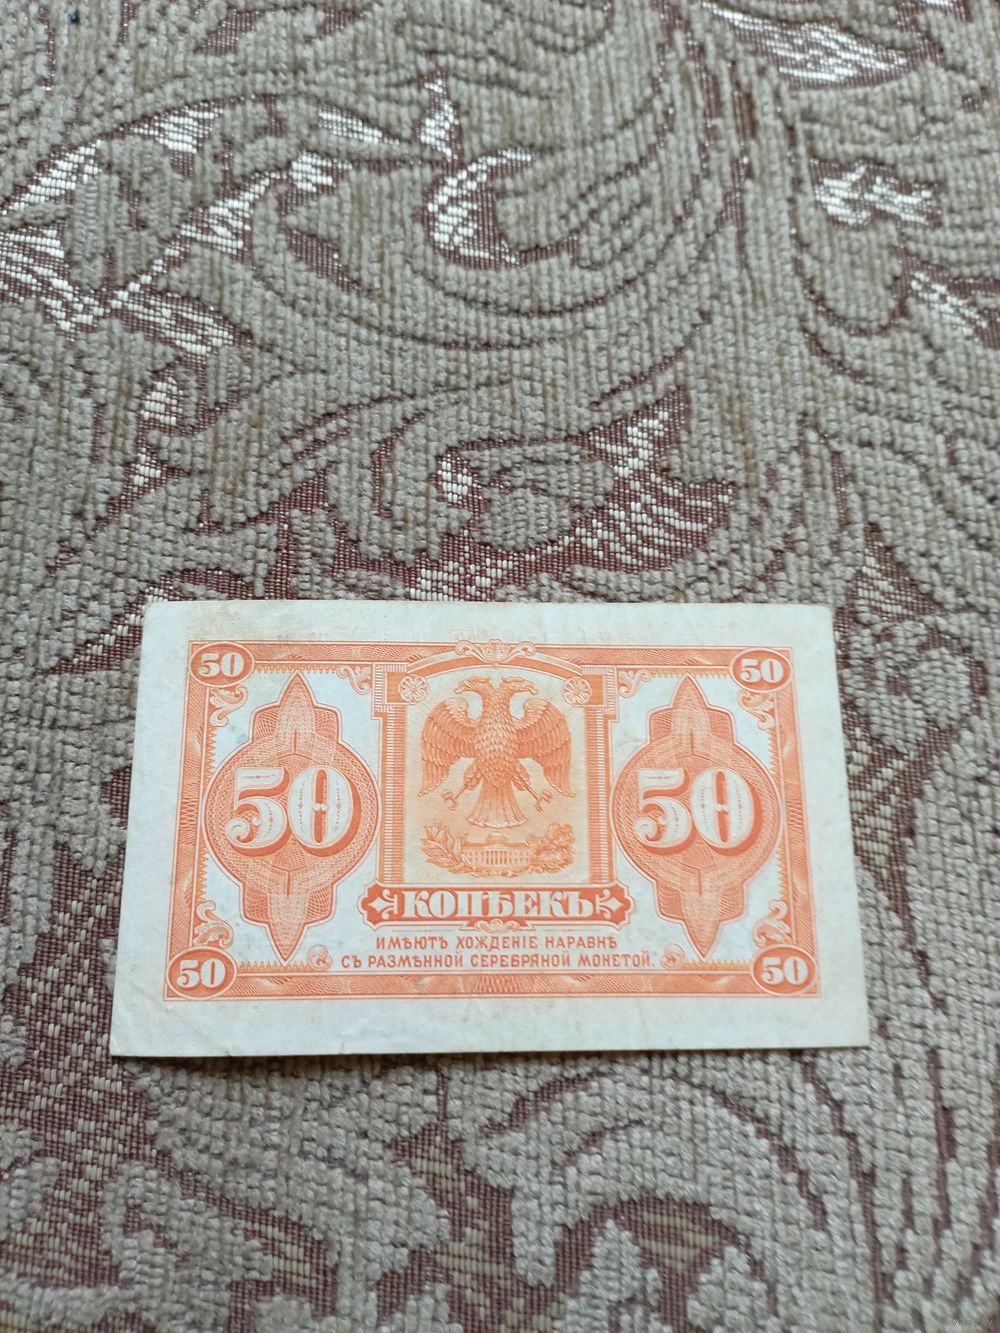 50 50
50 50
КОПѢЕКЪ
ИМѢЮТЪ ХОЖДЕНІЕ НАРАВНѢ
СЪ РАЗМѢННОЙ СЕРЕБРЯНОЙ МОНЕТОЙ.
50 50